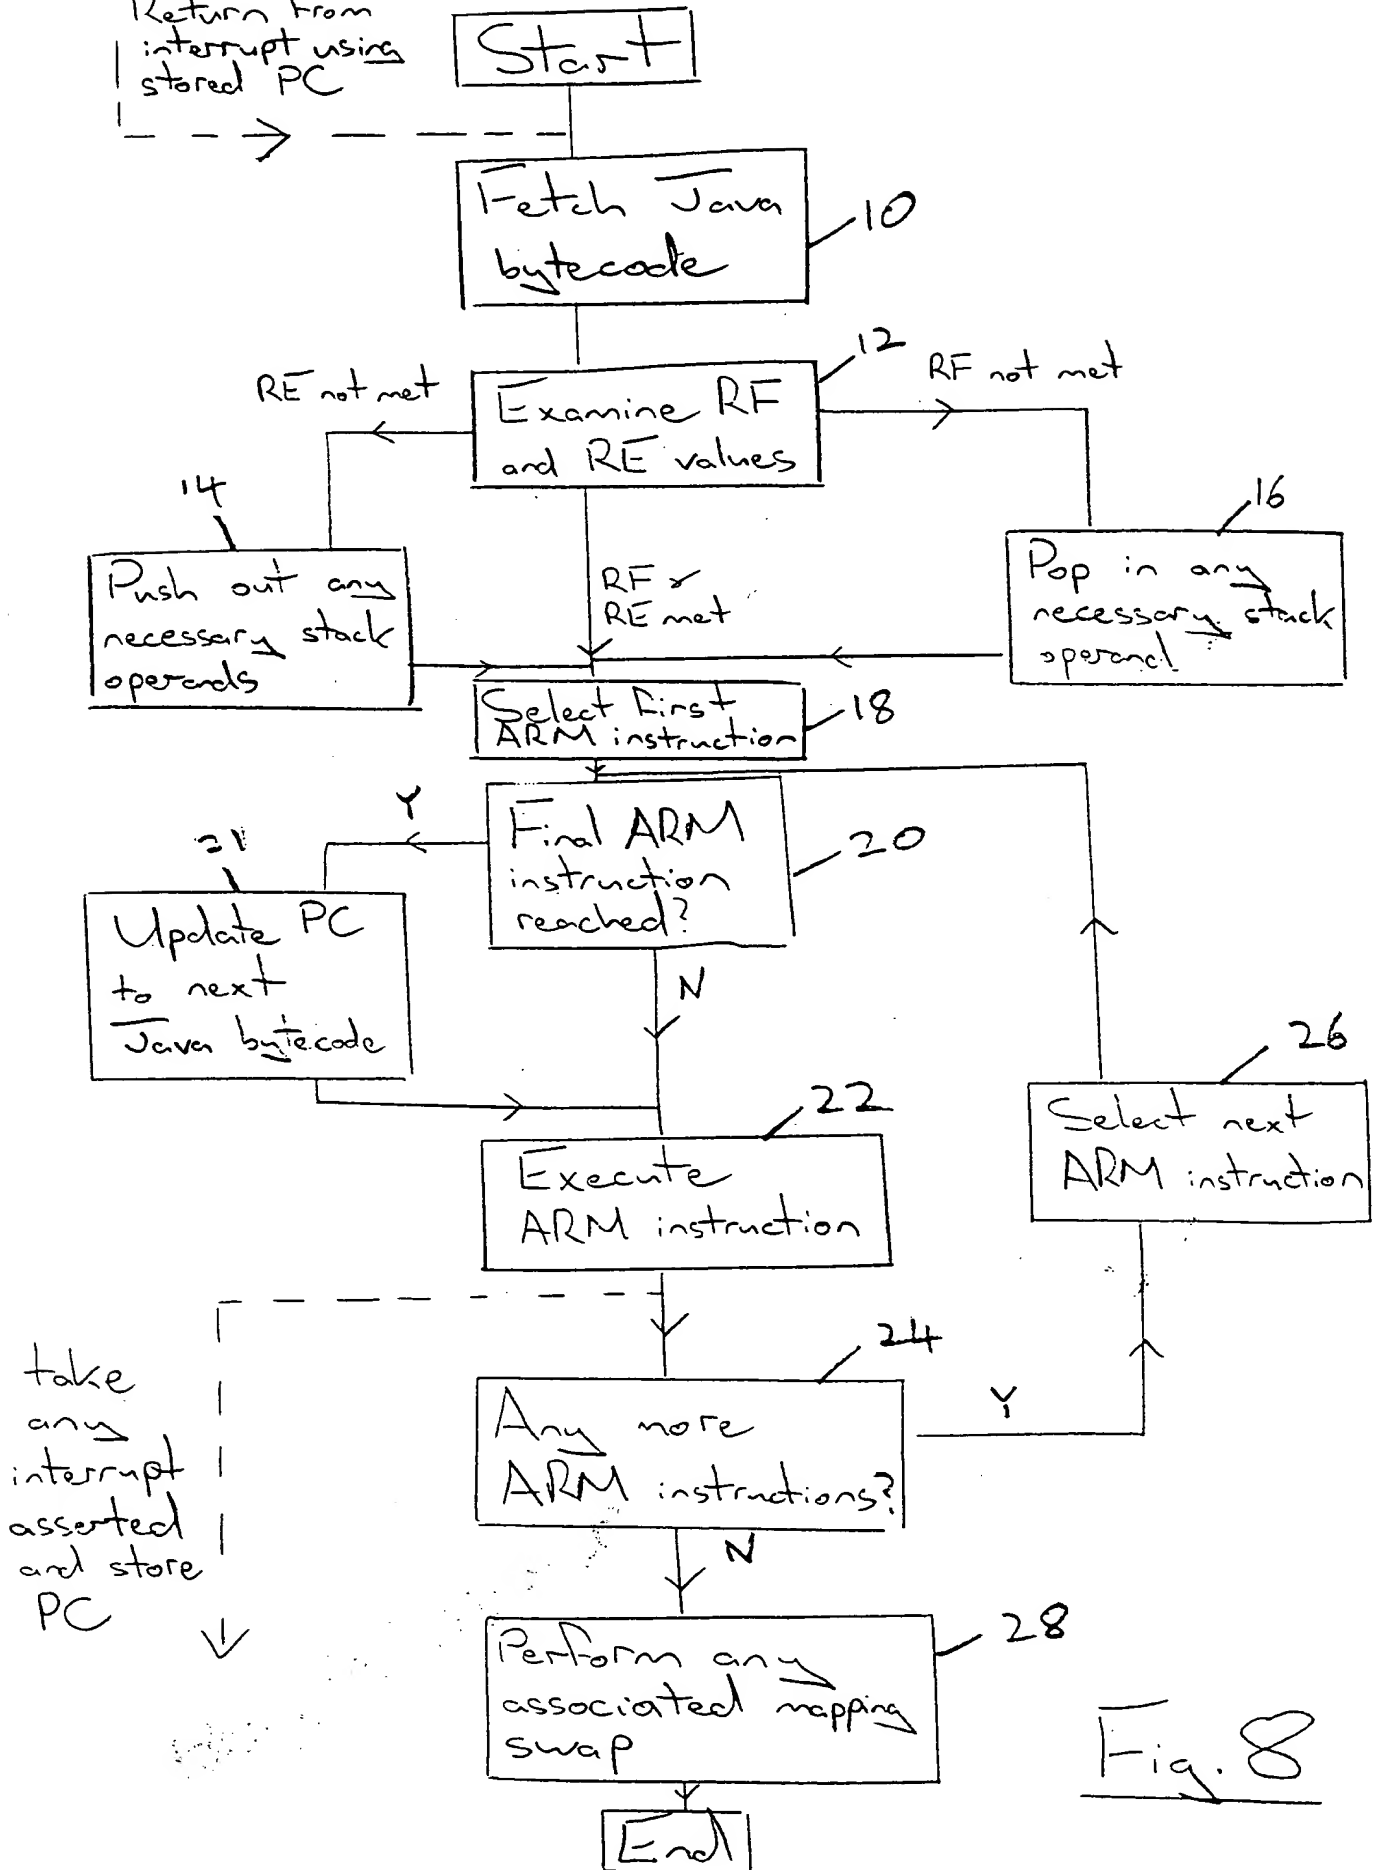 Return from
interrupt using
stored PC
Start
Fetch Java
bytecode
10
12
RE not met
Examine RF
and RE values
RF not met
14
16
Push out any
necessary stack
operands
RF &
RE met
Pop in any
necessary stack
operand
Select First
ARM instruction
18
Y
Final ARM
instruction
reached?
20
21
Update PC
to next
Java bytecode
N
26
Select next
ARM instruction
22
Execute
ARM instruction
24
take
any
interrupt
asserted
and store
PC
Any more
ARM instructions?
Y
N
28
Perform any
associated mapping
swap
Fig. 8
End